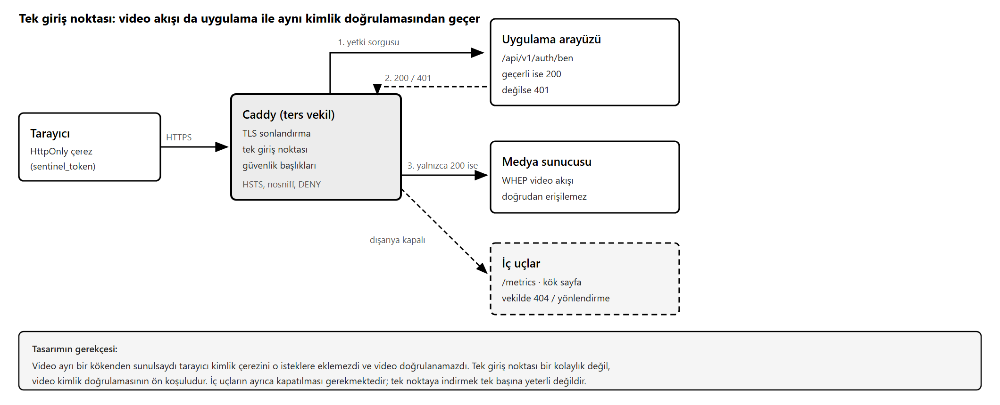 Tek giriş noktası: video akışı da uygulama ile aynı kimlik doğrulamasından geçer
1. yetki sorgusu
Uygulama arayüzü
/api/v1/auth/ben
geçerli ise 200
değilse 401
2. 200 / 401
Tarayıcı
HttpOnly çerez
(sentinel_token)
HTTPS
Caddy (ters vekil)
TLS sonlandırma
tek giriş noktası
güvenlik başlıkları
HSTS, nosniff, DENY
3. yalnızca 200 ise
Medya sunucusu
WHEP video akışı
doğrudan erişilemez
dışarıya kapalı
İç uçlar
/metrics · kök sayfa
vekilde 404 / yönlendirme
Tasarımın gerekçesi:
Video ayrı bir kökenden sunulsaydı tarayıcı kimlik çerezini o isteklere eklemezdi ve video doğrulanamazdı. Tek giriş noktası bir kolaylık değil,
video kimlik doğrulamasının ön koşuludur. İç uçların ayrıca kapatılması gerekmektedir; tek noktaya indirmek tek başına yeterli değildir.